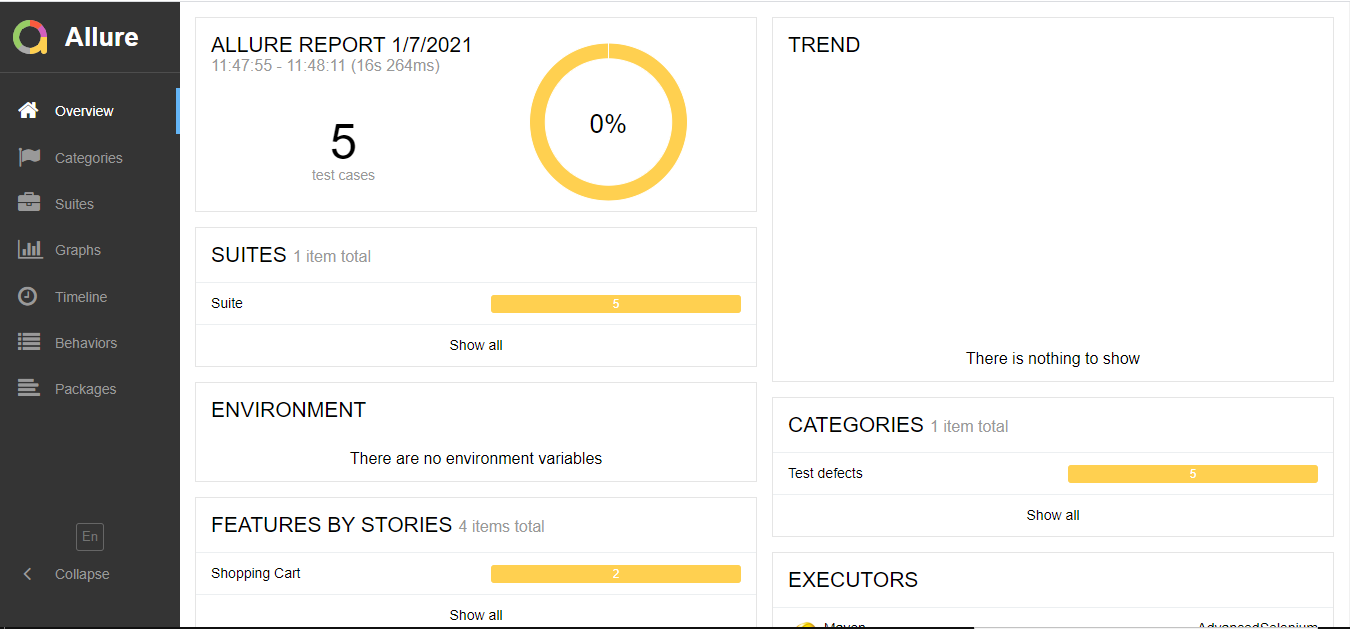 Allure
Overview
Categories
Suites
Graphs
Timeline
Behaviors
Packages
En
Collapse
ALLURE REPORT 1/7/2021
11:47:55 - 11:48:11 (16s 264ms)
5
test cases
0%
SUITES 1 item total
Suite 5
Show all
ENVIRONMENT
There are no environment variables
FEATURES BY STORIES 4 items total
Shopping Cart 2
Show all
TREND
There is nothing to show
CATEGORIES 1 item total
Test defects 5
Show all
EXECUTORS
Maven AdvancedSelenium